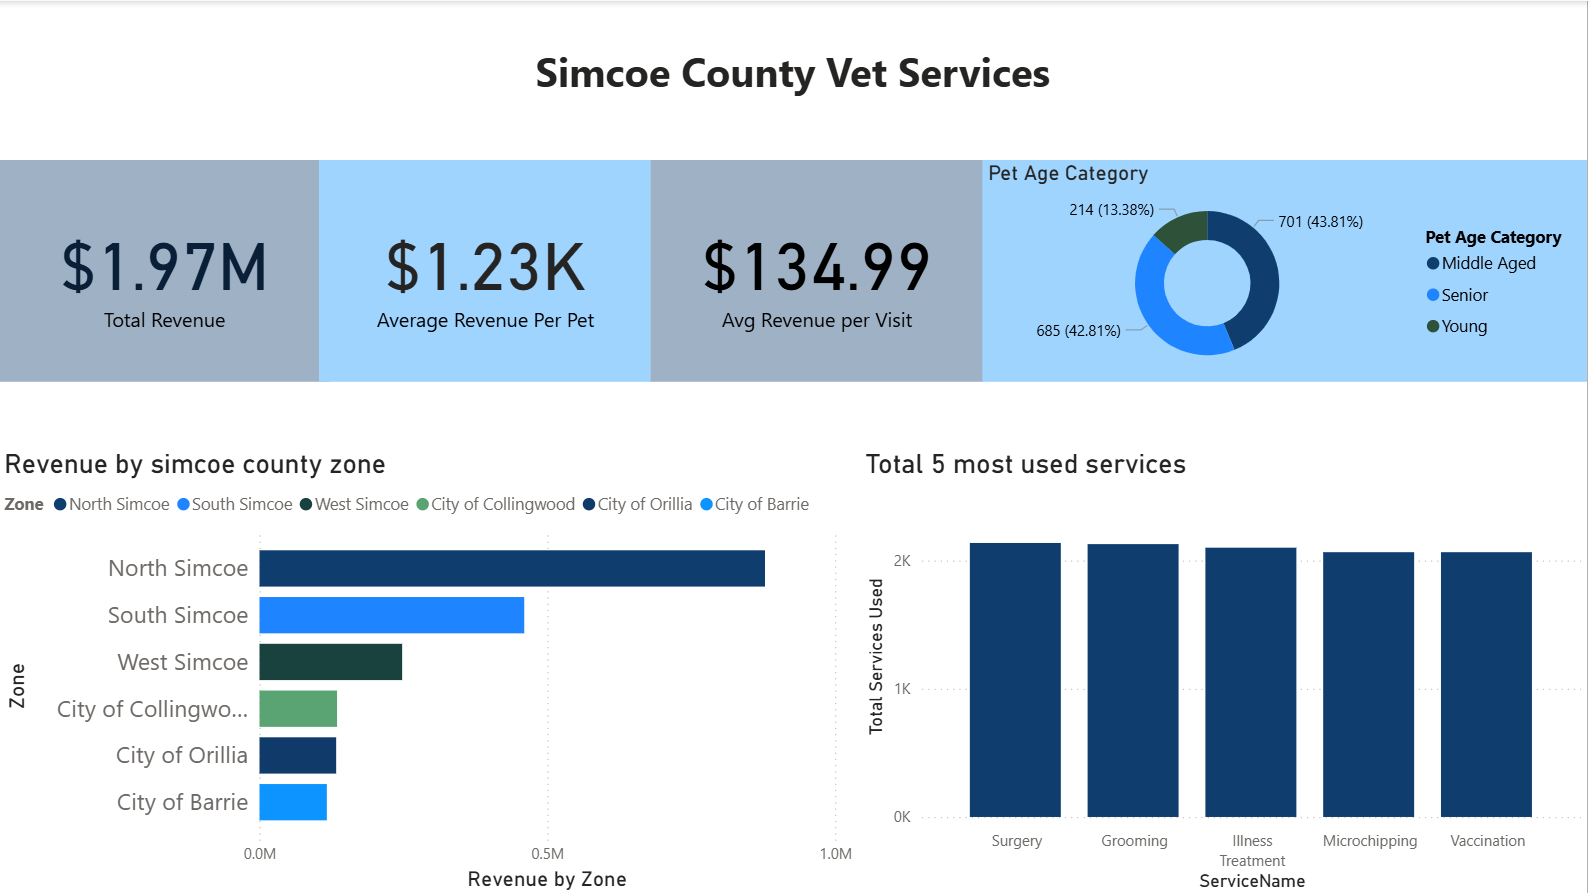 Simcoe County Vet Services
$1.97M
Total Revenue
$1.23K
Average Revenue Per Pet
$134.99
Avg Revenue per Visit
Pet Age Category
214 (13.38%)
701 (43.81%)
685 (42.81%)
Pet Age Category
Middle Aged
Senior
Young
Revenue by simcoe county zone
Zone North Simcoe South Simcoe West Simcoe City of Collingwood City of Orillia City of Barrie
Zone
North Simcoe
South Simcoe
West Simcoe
City of Collingwo...
City of Orillia
City of Barrie
0.0M 0.5M 1.0M
Revenue by Zone
Total 5 most used services
Total Services Used
2K
1K
0K
Surgery
Grooming
Illness
Treatment
Microchipping
Vaccination
ServiceName